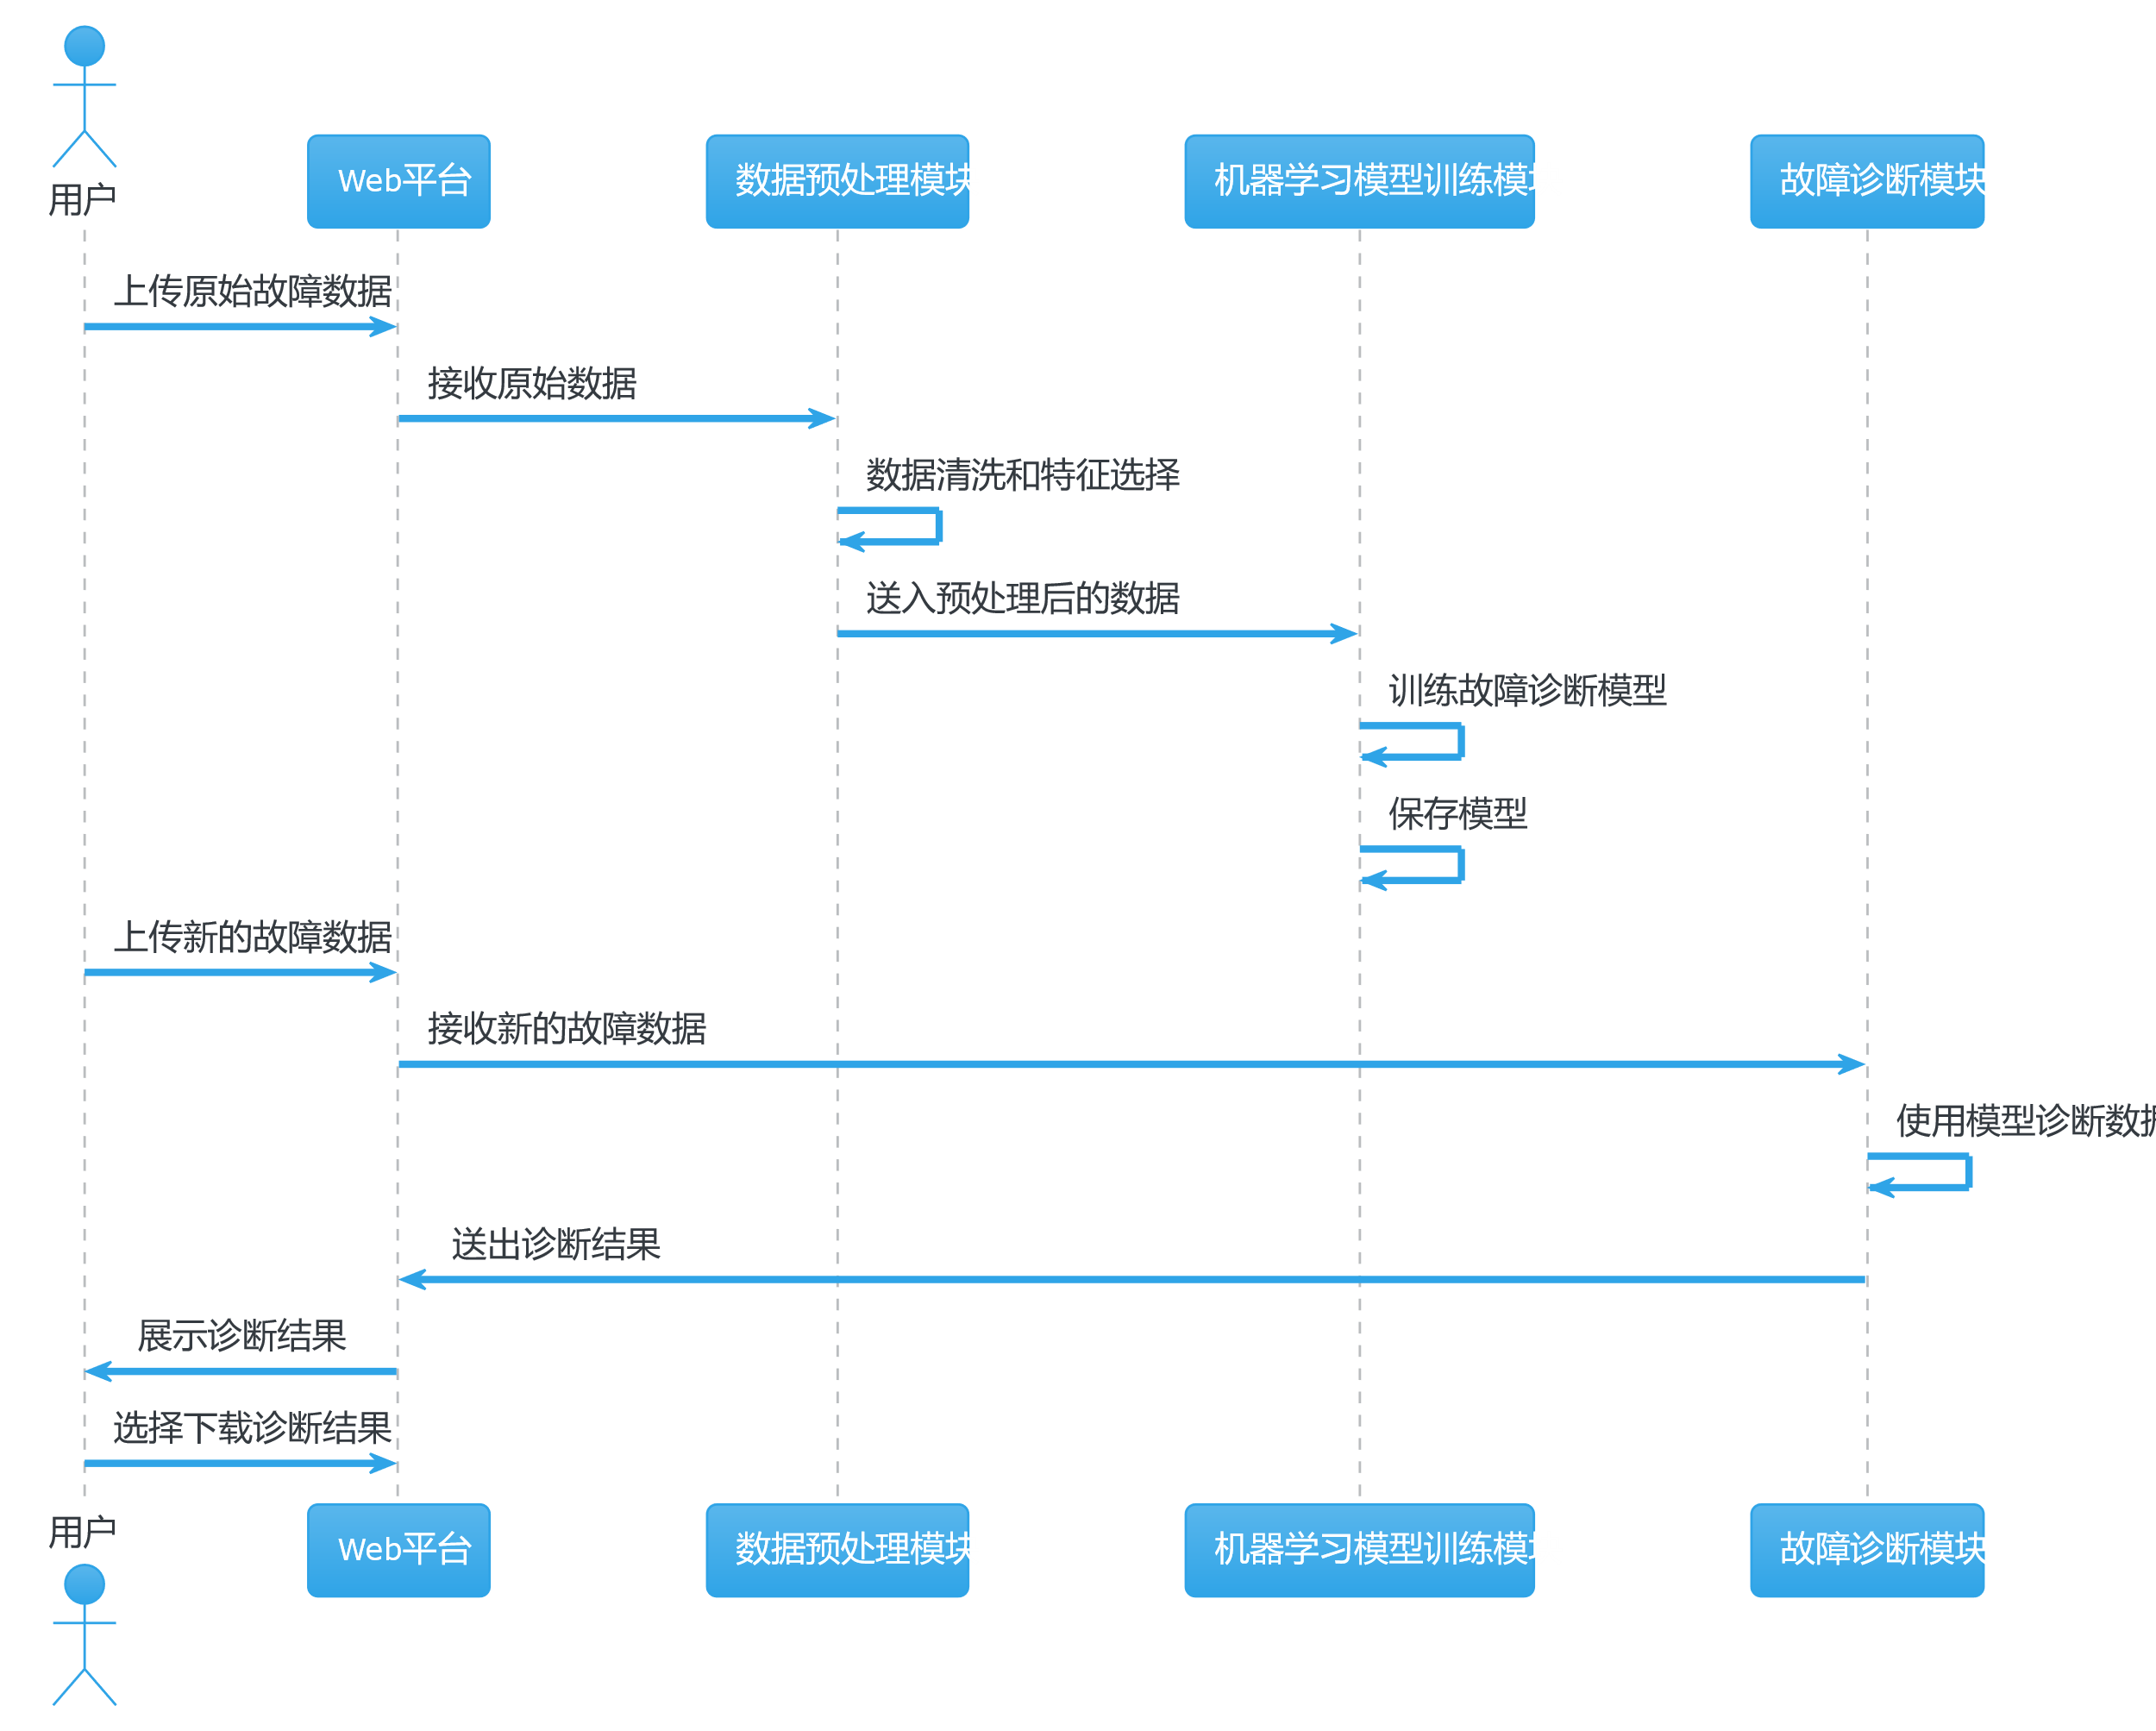 用户
Web平台
数据预处理模块
机器学习模型训练模块
故障诊断模块
上传原始故障数据
接收原始数据
数据清洗和特征选择
送入预处理后的数据
训练故障诊断模型
保存模型
上传新的故障数据
接收新的故障数据
使用模型诊断数据
送出诊断结果
展示诊断结果
选择下载诊断结果
用户
Web平台
数据预处理模块
机器学习模型训练模块
故障诊断模块